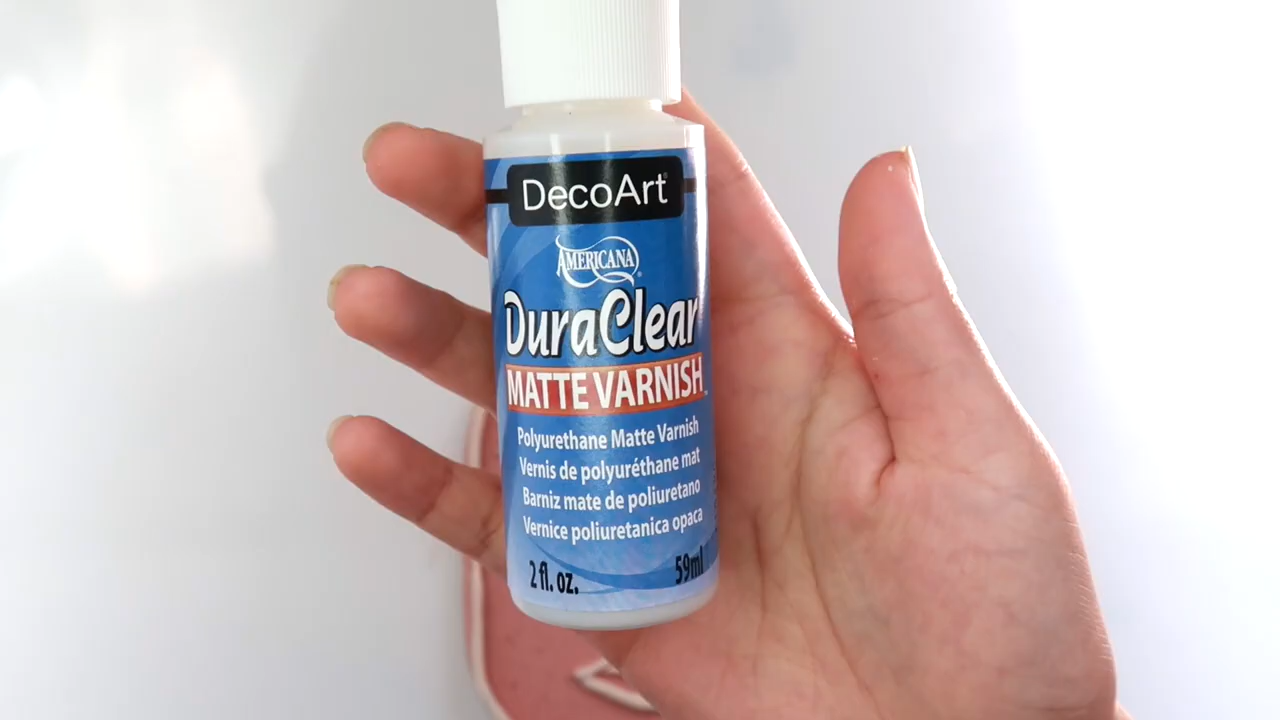 DecoArt®
AMERICANA®
DuraClear
MATTE VARNISH™
Polyurethane Matte Varnish
Vernis de polyuréthane mat
Barniz mate de poliuretano
Vernice poliuretanica opaca
2 fl. oz. 59ml